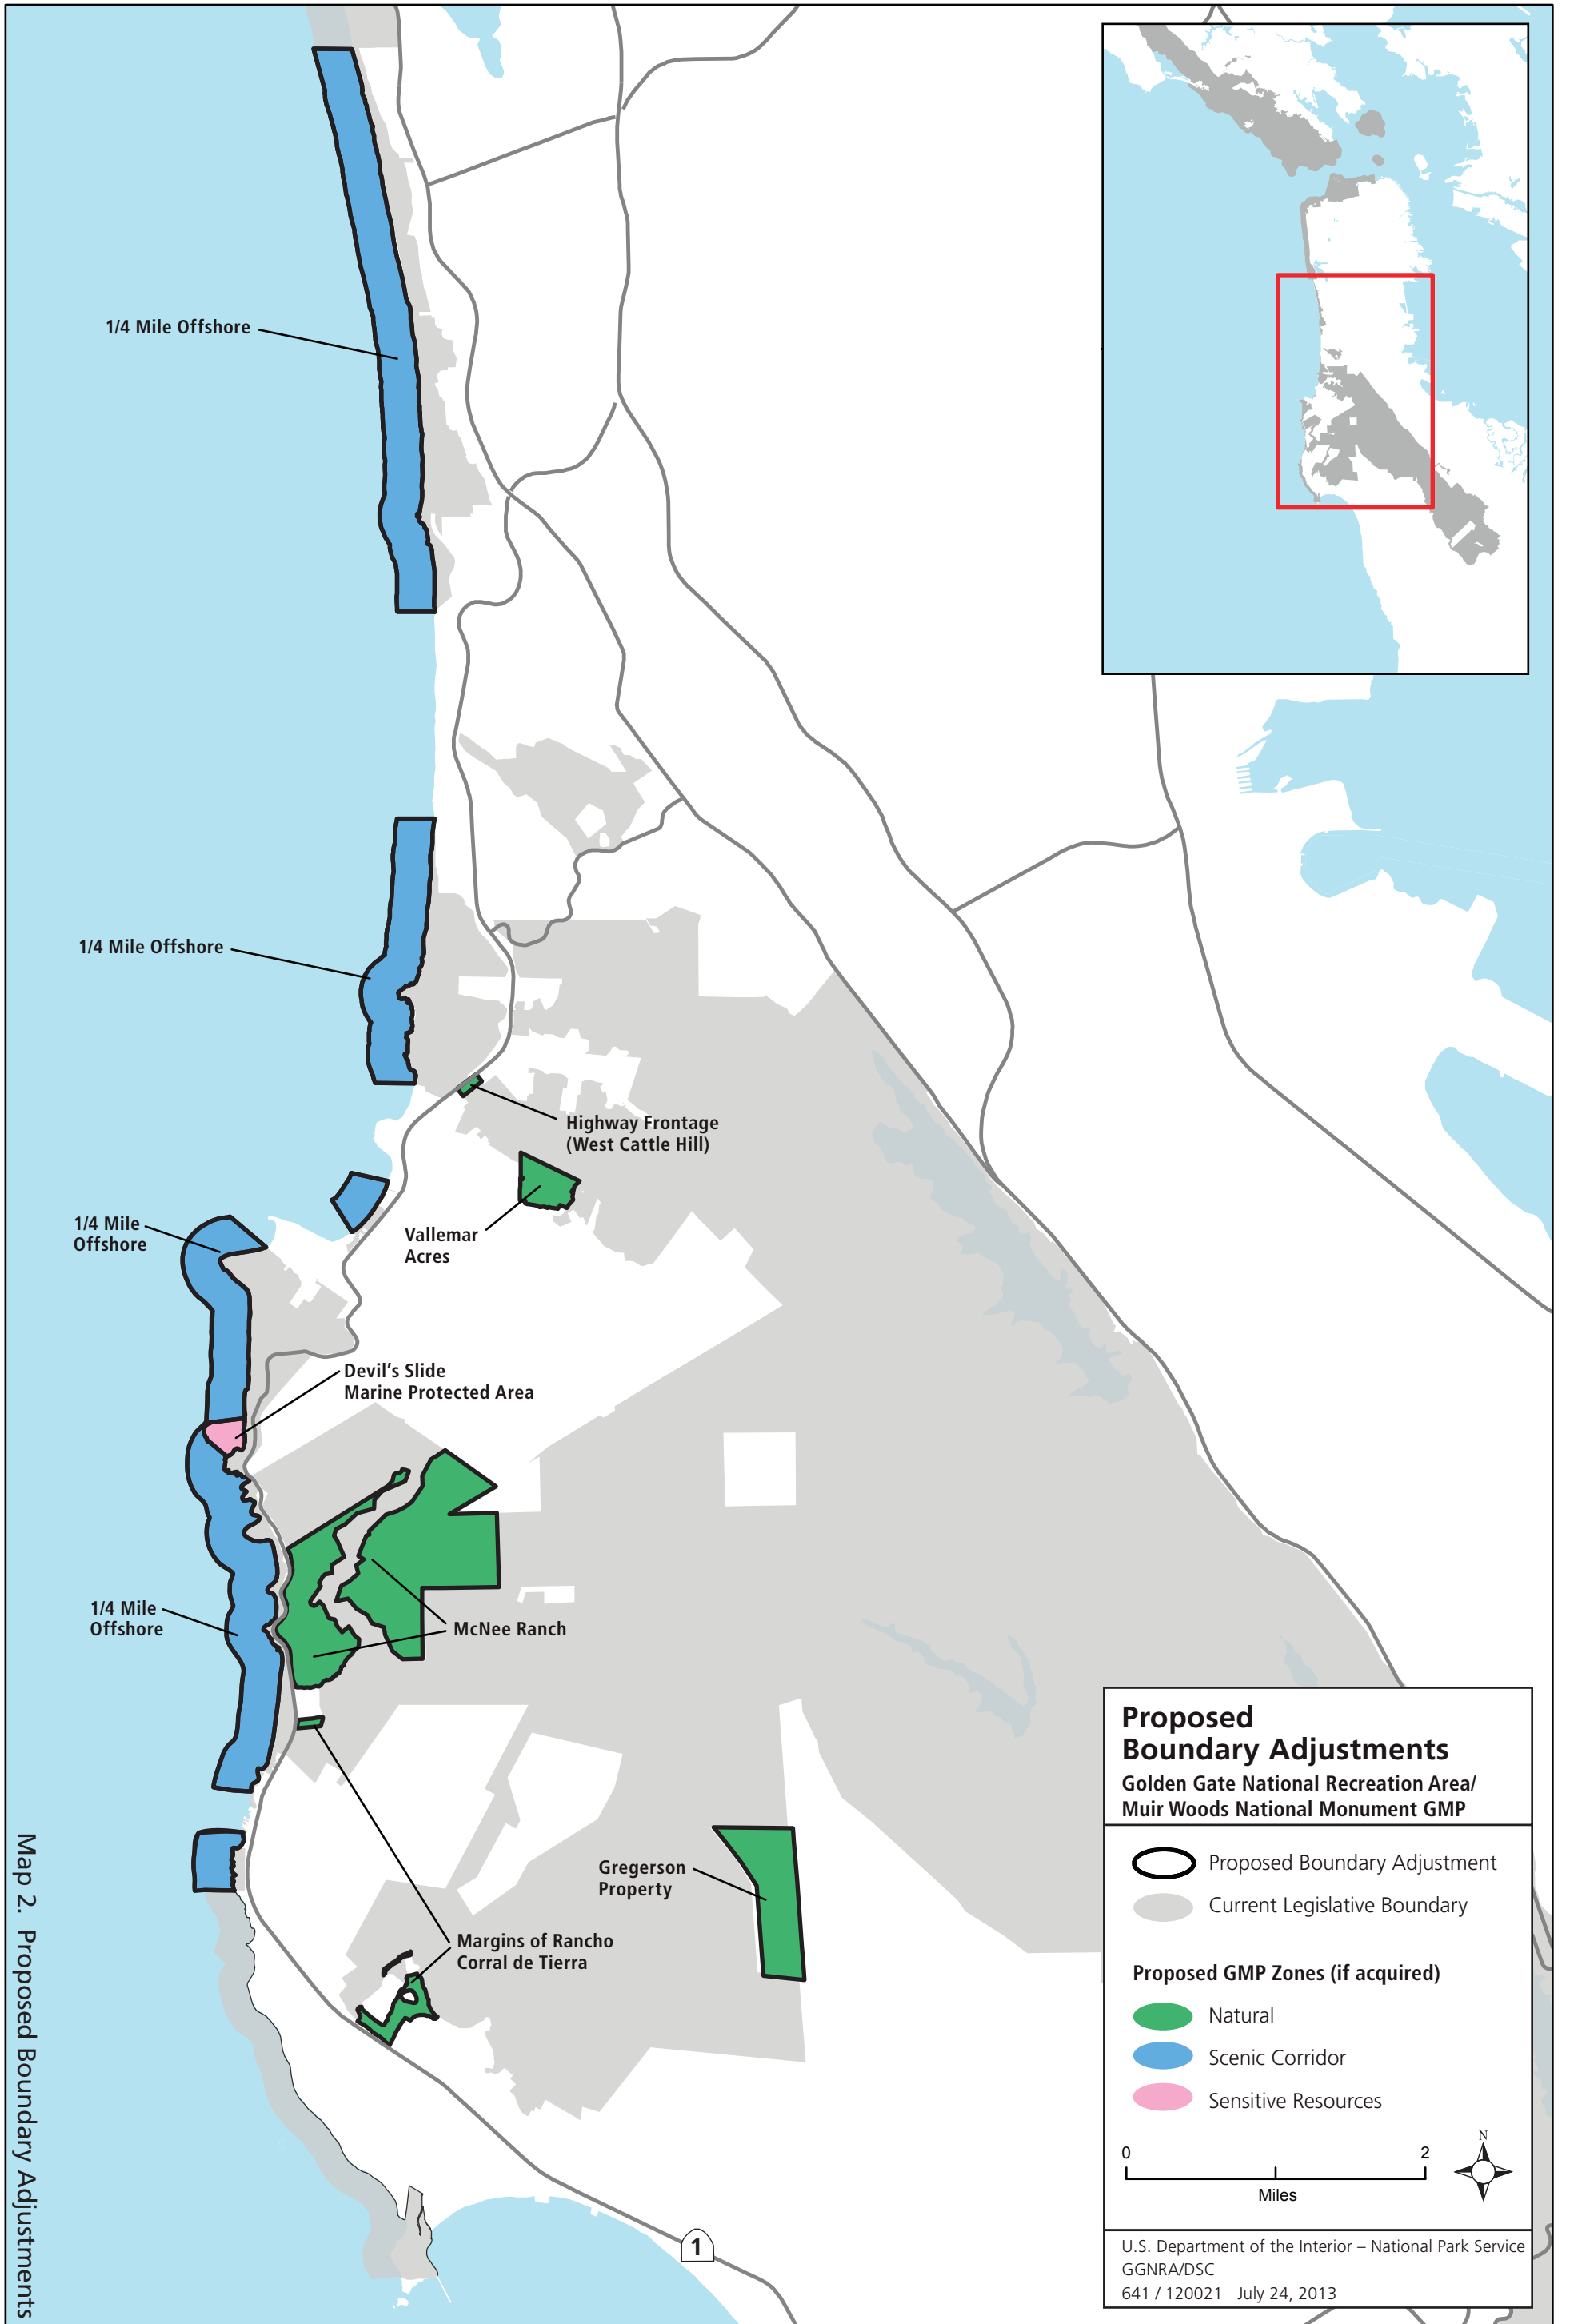 1/4 Mile Offshore
1/4 Mile Offshore
Highway Frontage
(West Cattle Hill)
Vallemar
Acres
1/4 Mile
Offshore
Devil's Slide
Marine Protected Area
1/4 Mile
Offshore
McNee Ranch
Gregerson
Property
Margins of Rancho
Corral de Tierra
1
Proposed
Boundary Adjustments
Golden Gate National Recreation Area/
Muir Woods National Monument GMP
Proposed Boundary Adjustment
Current Legislative Boundary
Proposed GMP Zones (if acquired)
Natural
Scenic Corridor
Sensitive Resources
0 2
Miles
N
U.S. Department of the Interior – National Park Service
GGNRA/DSC
641 / 120021 July 24, 2013
Map 2. Proposed Boundary Adjustments